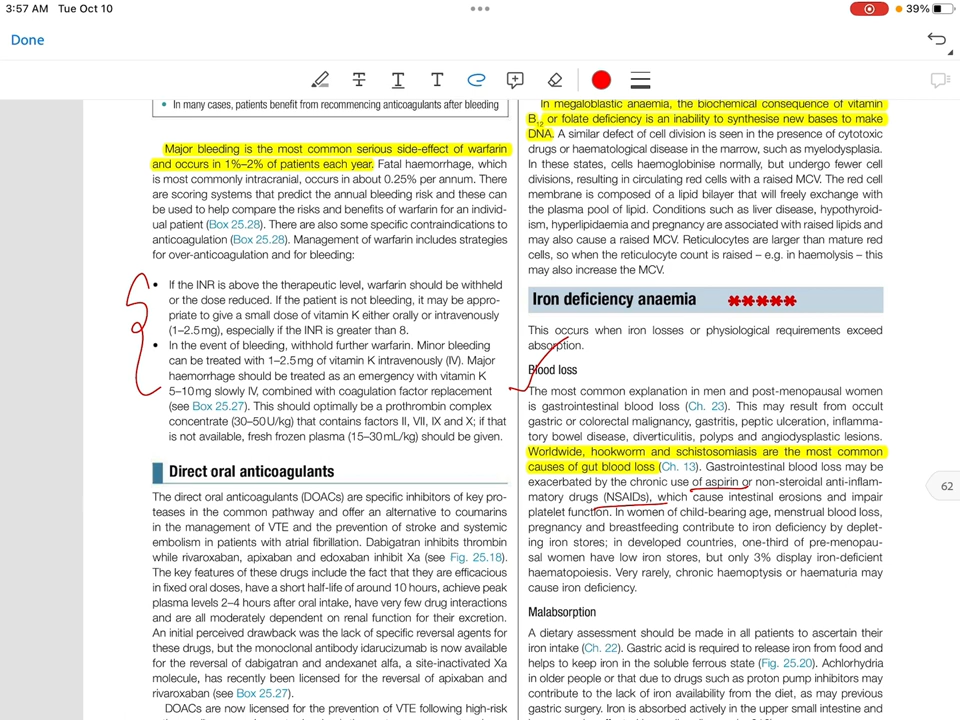 3:57 AM Tue Oct 10
39%
Done
T T T
• In many cases, patients benefit from recommencing anticoagulants after bleeding
Major bleeding is the most common serious side-effect of warfarin
and occurs in 1%–2% of patients each year. Fatal haemorrhage, which
is most commonly intracranial, occurs in about 0.25% per annum. There
are scoring systems that predict the annual bleeding risk and these can
be used to help compare the risks and benefits of warfarin for an individ-
ual patient (Box 25.28). There are also some specific contraindications to
anticoagulation (Box 25.28). Management of warfarin includes strategies
for over-anticoagulation and for bleeding:
• If the INR is above the therapeutic level, warfarin should be withheld
or the dose reduced. If the patient is not bleeding, it may be appro-
priate to give a small dose of vitamin K either orally or intravenously
(1–2.5 mg), especially if the INR is greater than 8.
• In the event of bleeding, withhold further warfarin. Minor bleeding
can be treated with 1–2.5 mg of vitamin K intravenously (IV). Major
haemorrhage should be treated as an emergency with vitamin K
5–10 mg slowly IV, combined with coagulation factor replacement
(see Box 25.27). This should optimally be a prothrombin complex
concentrate (30–50 U/kg) that contains factors II, VII, IX and X; if that
is not available, fresh frozen plasma (15–30 mL/kg) should be given.
Direct oral anticoagulants
The direct oral anticoagulants (DOACs) are specific inhibitors of key pro-
teases in the common pathway and offer an alternative to coumarins
in the management of VTE and the prevention of stroke and systemic
embolism in patients with atrial fibrillation. Dabigatran inhibits thrombin
while rivaroxaban, apixaban and edoxaban inhibit Xa (see Fig. 25.18).
The key features of these drugs include the fact that they are efficacious
in fixed oral doses, have a short half-life of around 10 hours, achieve peak
plasma levels 2–4 hours after oral intake, have very few drug interactions
and are all moderately dependent on renal function for their excretion.
An initial perceived drawback was the lack of specific reversal agents for
these drugs, but the monoclonal antibody idarucizumab is now available
for the reversal of dabigatran and andexanet alfa, a site-inactivated Xa
molecule, has recently been licensed for the reversal of apixaban and
rivaroxaban (see Box 25.27).
DOACs are now licensed for the prevention of VTE following high-risk
In megaloblastic anaemia, the biochemical consequence of vitamin
B12 or folate deficiency is an inability to synthesise new bases to make
DNA. A similar defect of cell division is seen in the presence of cytotoxic
drugs or haematological disease in the marrow, such as myelodysplasia.
In these states, cells haemoglobinise normally, but undergo fewer cell
divisions, resulting in circulating red cells with a raised MCV. The red cell
membrane is composed of a lipid bilayer that will freely exchange with
the plasma pool of lipid. Conditions such as liver disease, hypothyroid-
ism, hyperlipidaemia and pregnancy are associated with raised lipids and
may also cause a raised MCV. Reticulocytes are larger than mature red
cells, so when the reticulocyte count is raised – e.g. in haemolysis – this
may also increase the MCV.
Iron deficiency anaemia *****
This occurs when iron losses or physiological requirements exceed
absorption.
Blood loss
The most common explanation in men and post-menopausal women
is gastrointestinal blood loss (Ch. 23). This may result from occult
gastric or colorectal malignancy, gastritis, peptic ulceration, inflamma-
tory bowel disease, diverticulitis, polyps and angiodysplastic lesions.
Worldwide, hookworm and schistosomiasis are the most common
causes of gut blood loss (Ch. 13). Gastrointestinal blood loss may be
exacerbated by the chronic use of aspirin or non-steroidal anti-inflam-
matory drugs (NSAIDs), which cause intestinal erosions and impair
platelet function. In women of child-bearing age, menstrual blood loss,
pregnancy and breastfeeding contribute to iron deficiency by deplet-
ing iron stores; in developed countries, one-third of pre-menopau-
sal women have low iron stores, but only 3% display iron-deficient
haematopoiesis. Very rarely, chronic haemoptysis or haematuria may
cause iron deficiency.
Malabsorption
A dietary assessment should be made in all patients to ascertain their
iron intake (Ch. 22). Gastric acid is required to release iron from food and
helps to keep iron in the soluble ferrous state (Fig. 25.20). Achlorhydria
in older people or that due to drugs such as proton pump inhibitors may
contribute to the lack of iron availability from the diet, as may previous
gastric surgery. Iron is absorbed actively in the upper small intestine and
62